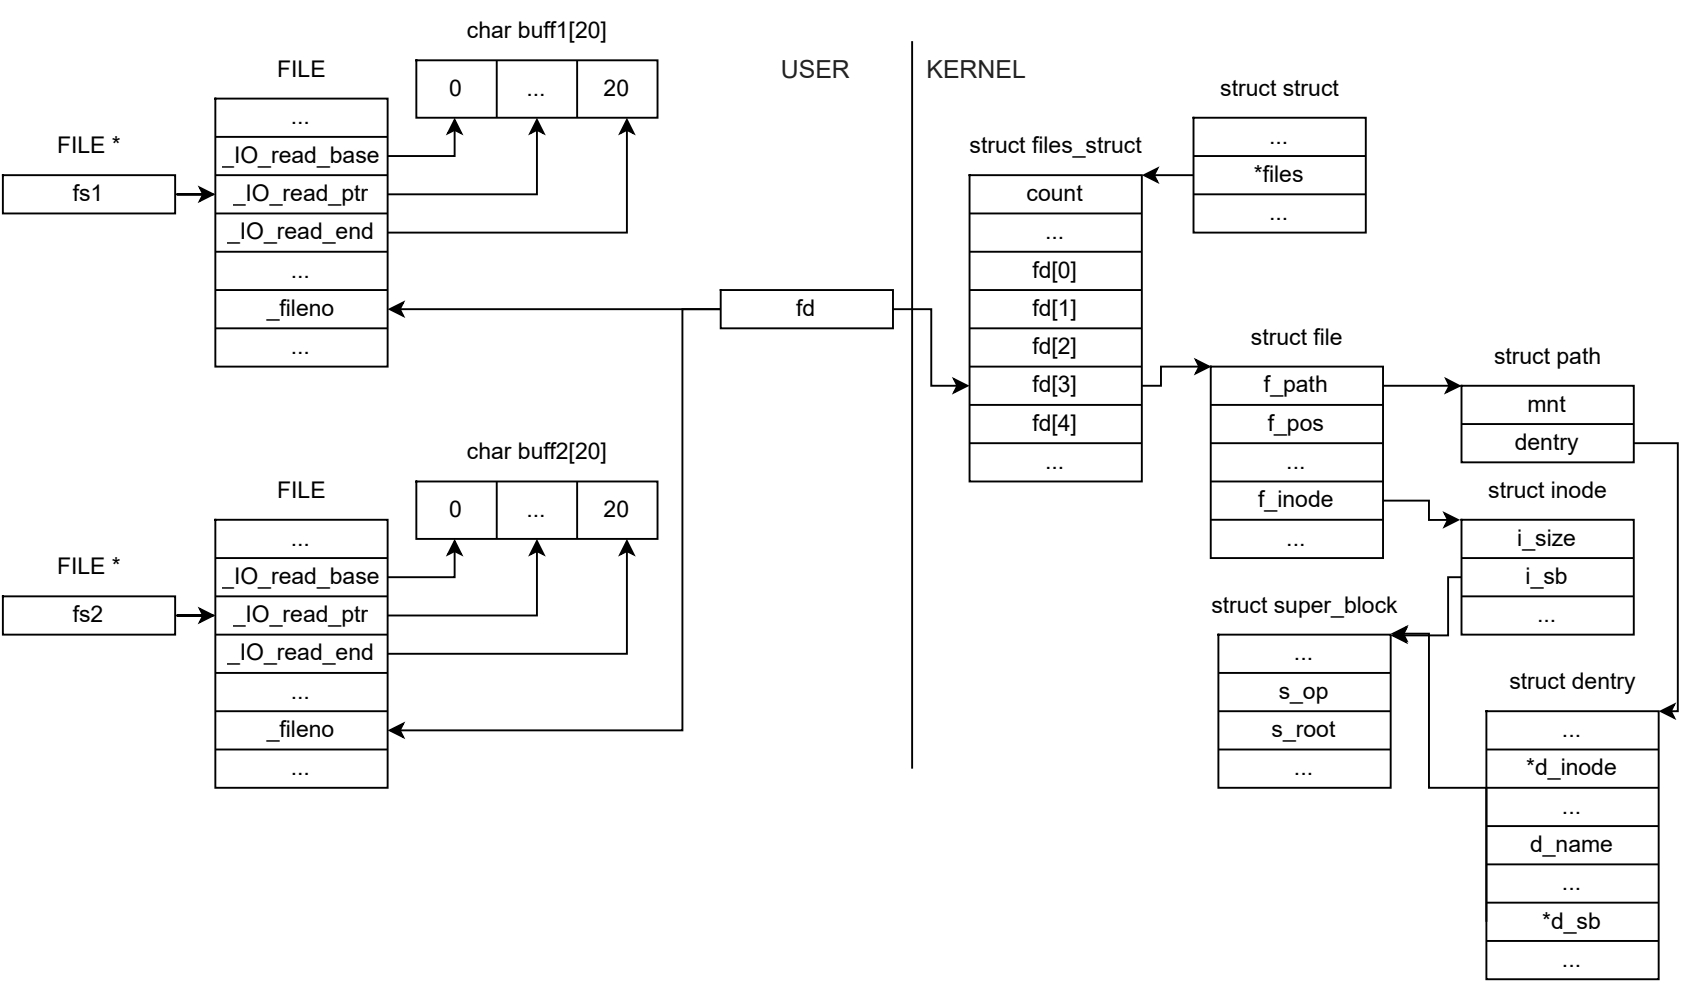 char buff1[20]
FILE
0
...
20
USER
KERNEL
struct struct
...
*files
...
FILE *
fs1
...
_IO_read_base
_IO_read_ptr
_IO_read_end
...
_fileno
...
fd
struct files_struct
count
...
fd[0]
fd[1]
fd[2]
fd[3]
fd[4]
...
struct file
f_path
f_pos
...
f_inode
...
struct path
mnt
dentry
struct inode
i_size
i_sb
...
char buff2[20]
FILE
0
...
20
FILE *
fs2
...
_IO_read_base
_IO_read_ptr
_IO_read_end
...
_fileno
...
struct super_block
...
s_op
s_root
...
struct dentry
...
*d_inode
...
d_name
...
*d_sb
...